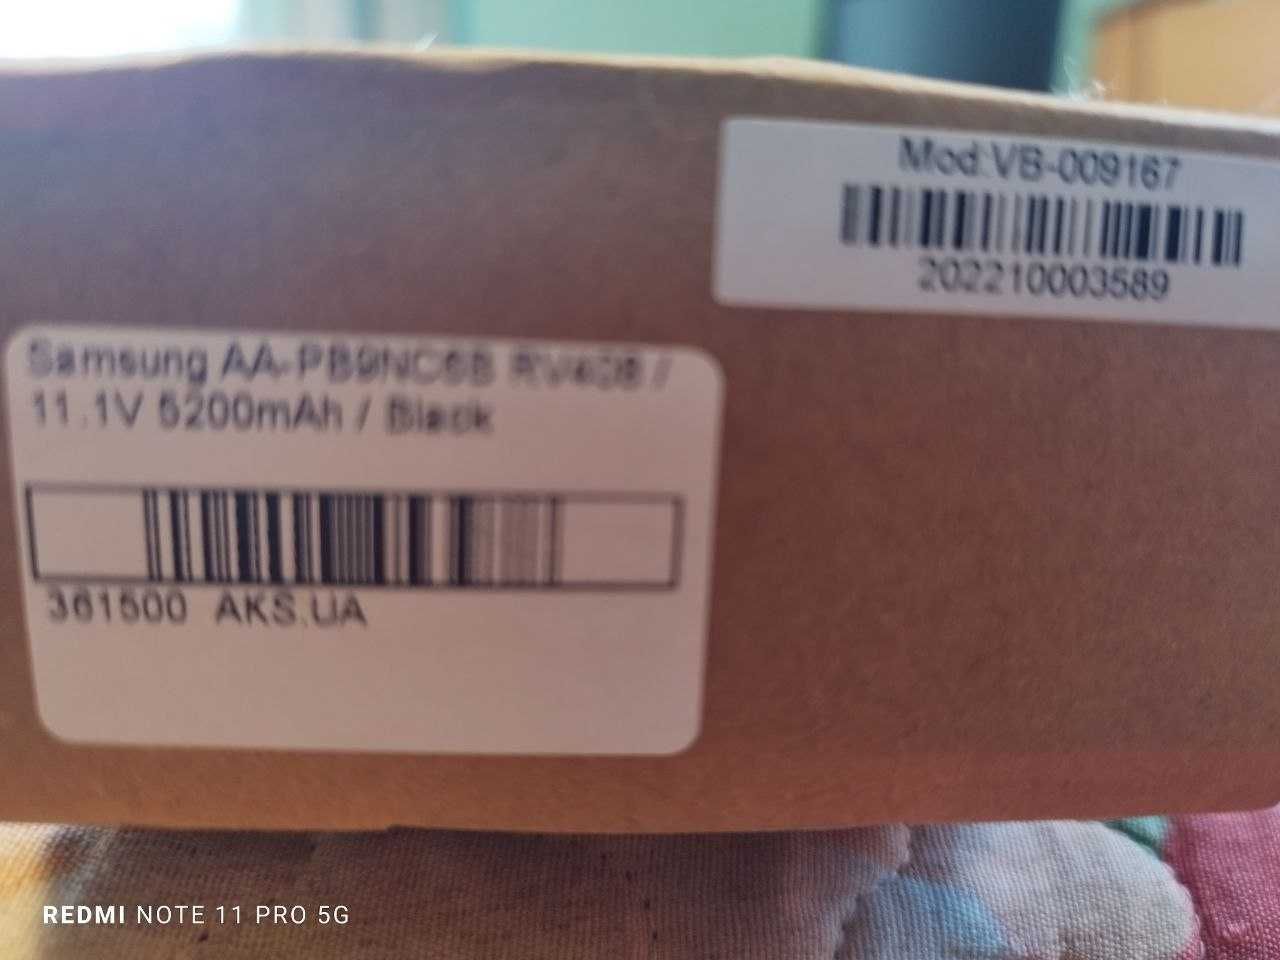 Mod:VB-009167
202210003589
Samsung AA-PB9NC6B RV408 /
11.1V 5200mAh / Black
361500 AKS.UA
REDMI NOTE 11 PRO 5G